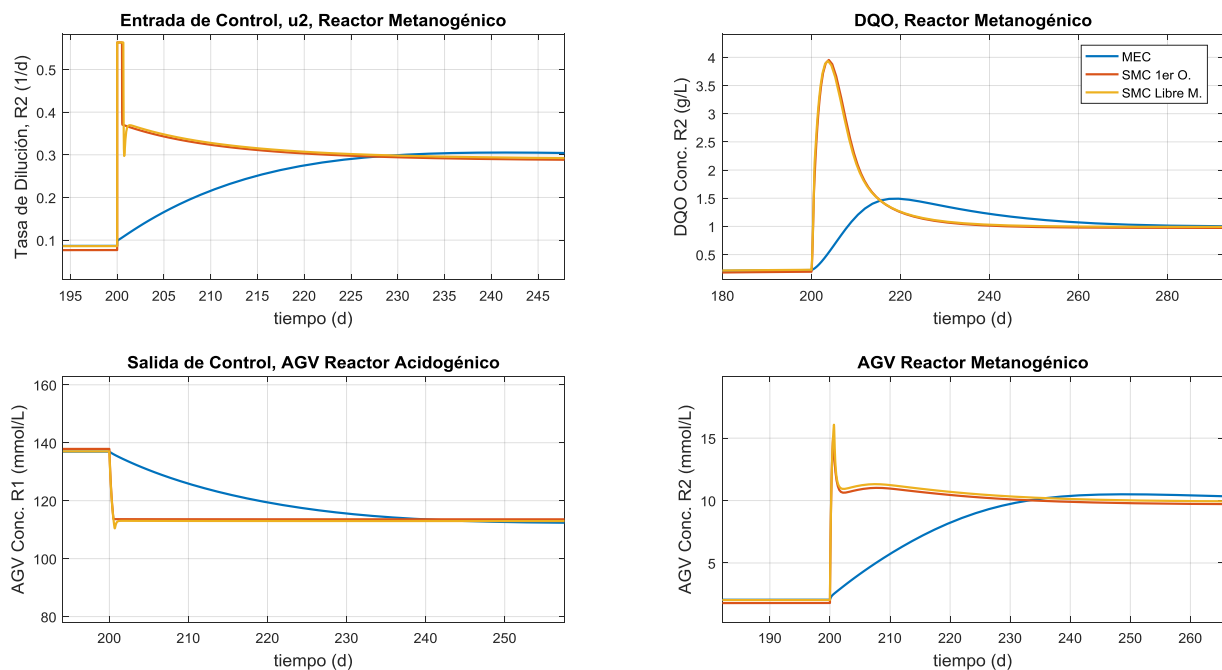 Entrada de Control, u2, Reactor Metanogénico
Tasa de Dilución, R2 (1/d)
0.5
0.4
0.3
0.2
0.1
195 200 205 210 215 220 225 230 235 240 245
tiempo (d)
DQO, Reactor Metanogénico
DQO Conc. R2 (g/L)
4
3.5
3
2.5
2
1.5
1
0.5
180 200 220 240 260 280
tiempo (d)
MEC
SMC 1er O.
SMC Libre M.
Salida de Control, AGV Reactor Acidogénico
AGV Conc. R1 (mmol/L)
160
140
120
100
80
200 210 220 230 240 250
tiempo (d)
AGV Reactor Metanogénico
AGV Conc. R2 (mmol/L)
15
10
5
190 200 210 220 230 240 250 260
tiempo (d)